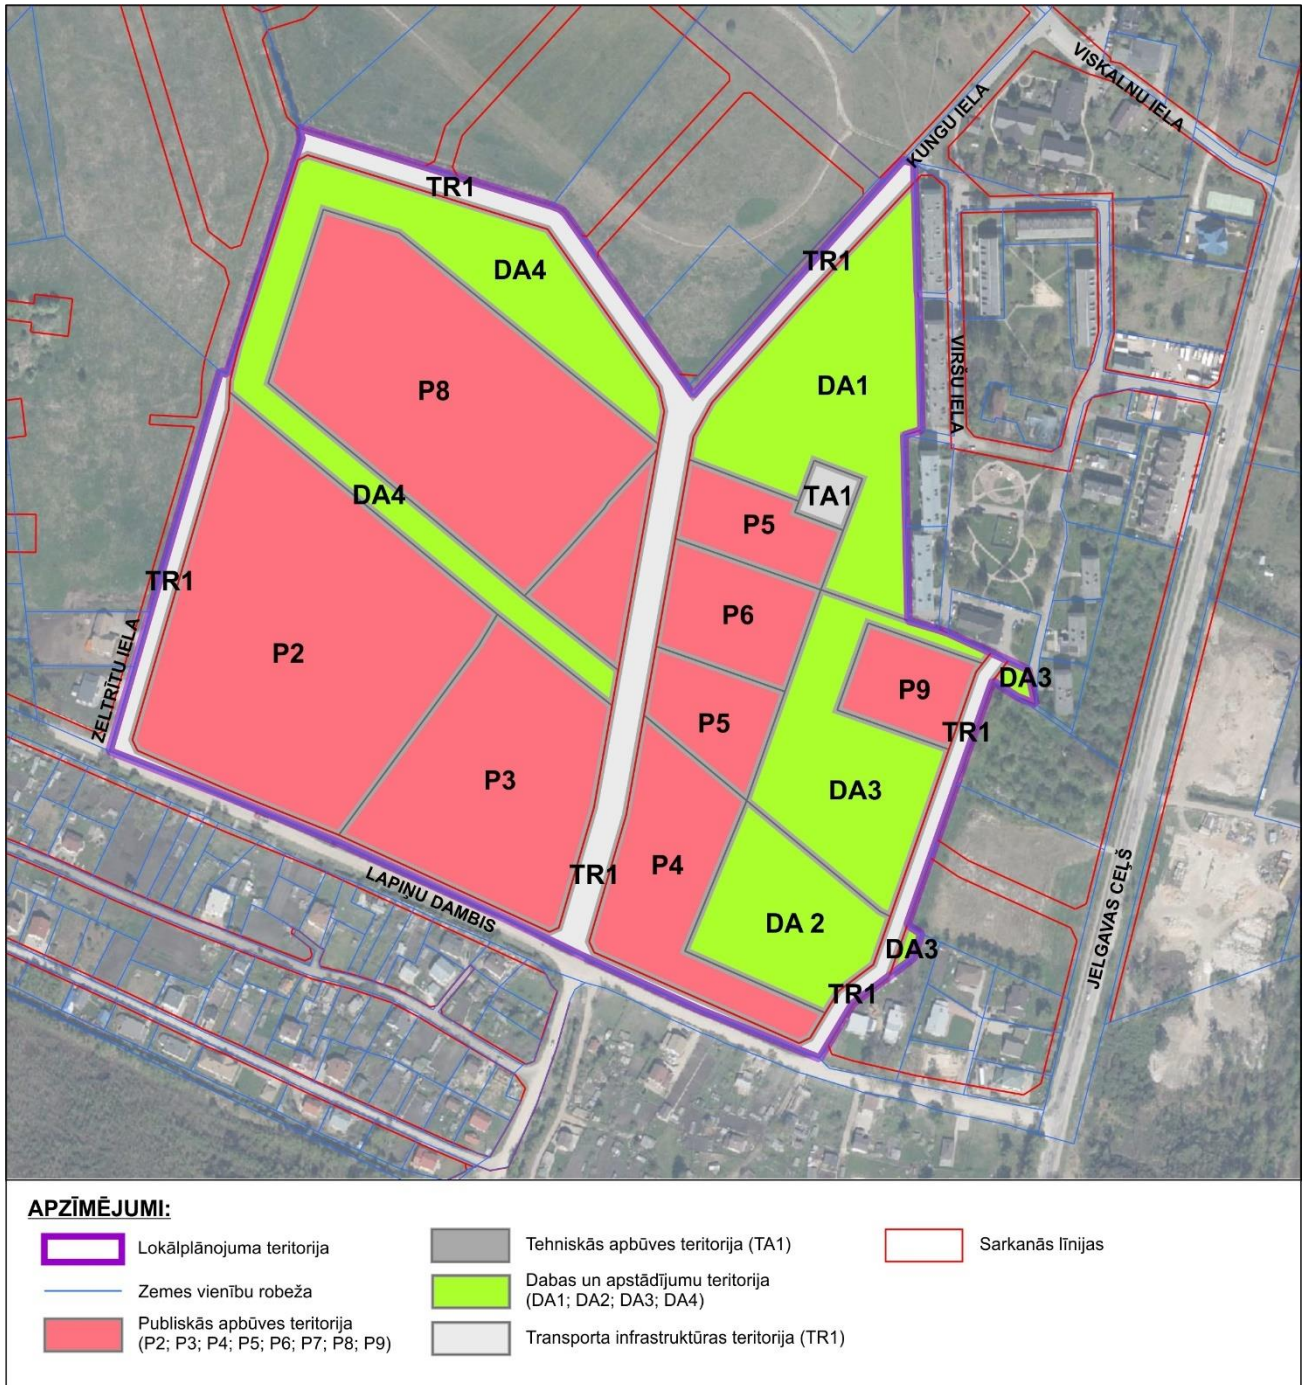 VISKALNU IELA
KUNGU IELA
TR1
TR1
DA4
DA1
VIRŠU IELA
P8
DA4
TA1
P5
TR1
P6
P2
ZELTRĪTU IELA
P9
DA3
P5
TR1
P3
DA3
P4
TR1
LAPIŅU DAMBIS
DA 2
JELGAVAS CEĻŠ
DA3
TR1
APZĪMĒJUMI:
Lokālplānojuma teritorija
Zemes vienību robeža
Publiskās apbūves teritorija
(P2; P3; P4; P5; P6; P7; P8; P9)
Tehniskās apbūves teritorija (TA1)
Dabas un apstādījumu teritorija
(DA1; DA2; DA3; DA4)
Transporta infrastruktūras teritorija (TR1)
Sarkanās līnijas